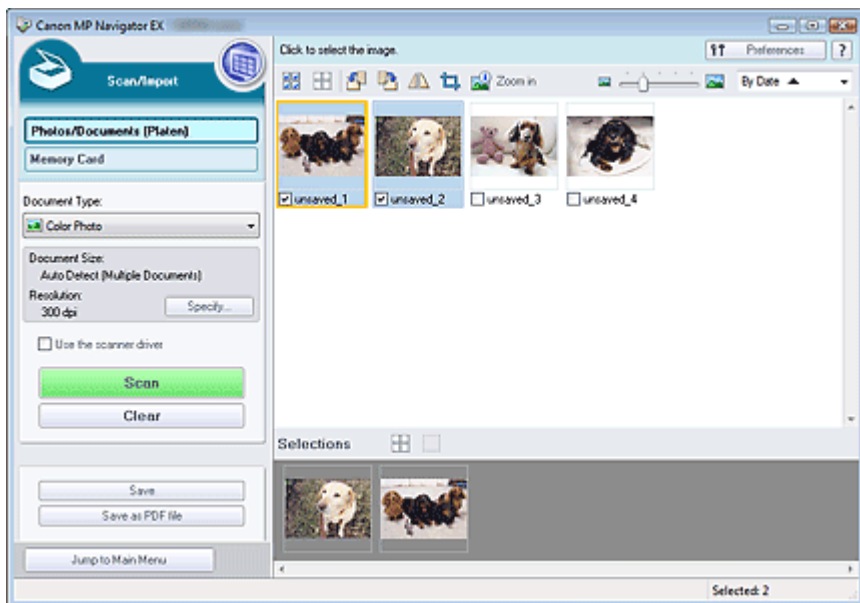 Canon MP Navigator EX
Scan/Import
Photos/Documents (Platen)
Memory Card
Document Type:
Color Photo
Document Size:
Auto Detect (Multiple Documents)
Resolution:
300 dpi
Specify...
Use the scanner driver
Scan
Clear
Save
Save as PDF file
Jump to Main Menu
Click to select the image.
Preferences
?
Zoom in
By Date
unsaved_1
unsaved_2
unsaved_3
unsaved_4
Selections
Selected: 2